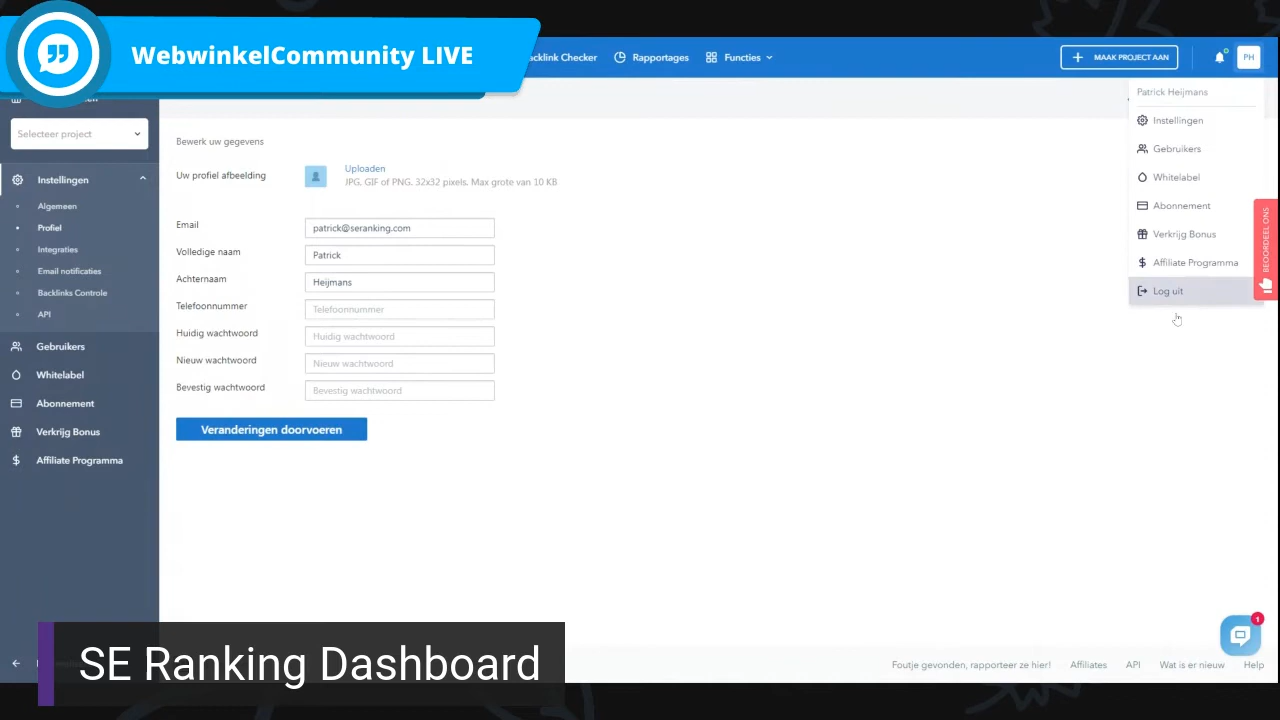 WebwinkelCommunity LIVE
Backlink Checker
Rapportages
Functies
MAAK PROJECT AAN
PH
Selecteer project
Instellingen
Algemeen
Profiel
Integraties
Email notificaties
Backlinks Controle
API
Gebruikers
Whitelabel
Abonnement
Verkrijg Bonus
Affiliate Programma
Bewerk uw gegevens
Uw profiel afbeelding
Uploaden
JPG, GIF of PNG. 32x32 pixels. Max grote van 10 KB
Email
patrick@seranking.com
Volledige naam
Patrick
Achternaam
Heijmans
Telefoonnummer
Telefoonnummer
Huidig wachtwoord
Huidig wachtwoord
Nieuw wachtwoord
Nieuw wachtwoord
Bevestig wachtwoord
Bevestig wachtwoord
Veranderingen doorvoeren
Patrick Heijmans
Instellingen
Gebruikers
Whitelabel
Abonnement
Verkrijg Bonus
Affiliate Programma
Log uit
BEOORDEEL ONS
1
Foutje gevonden, rapporteer ze hier!
Affiliates
API
Wat is er nieuw
Help
SE Ranking Dashboard